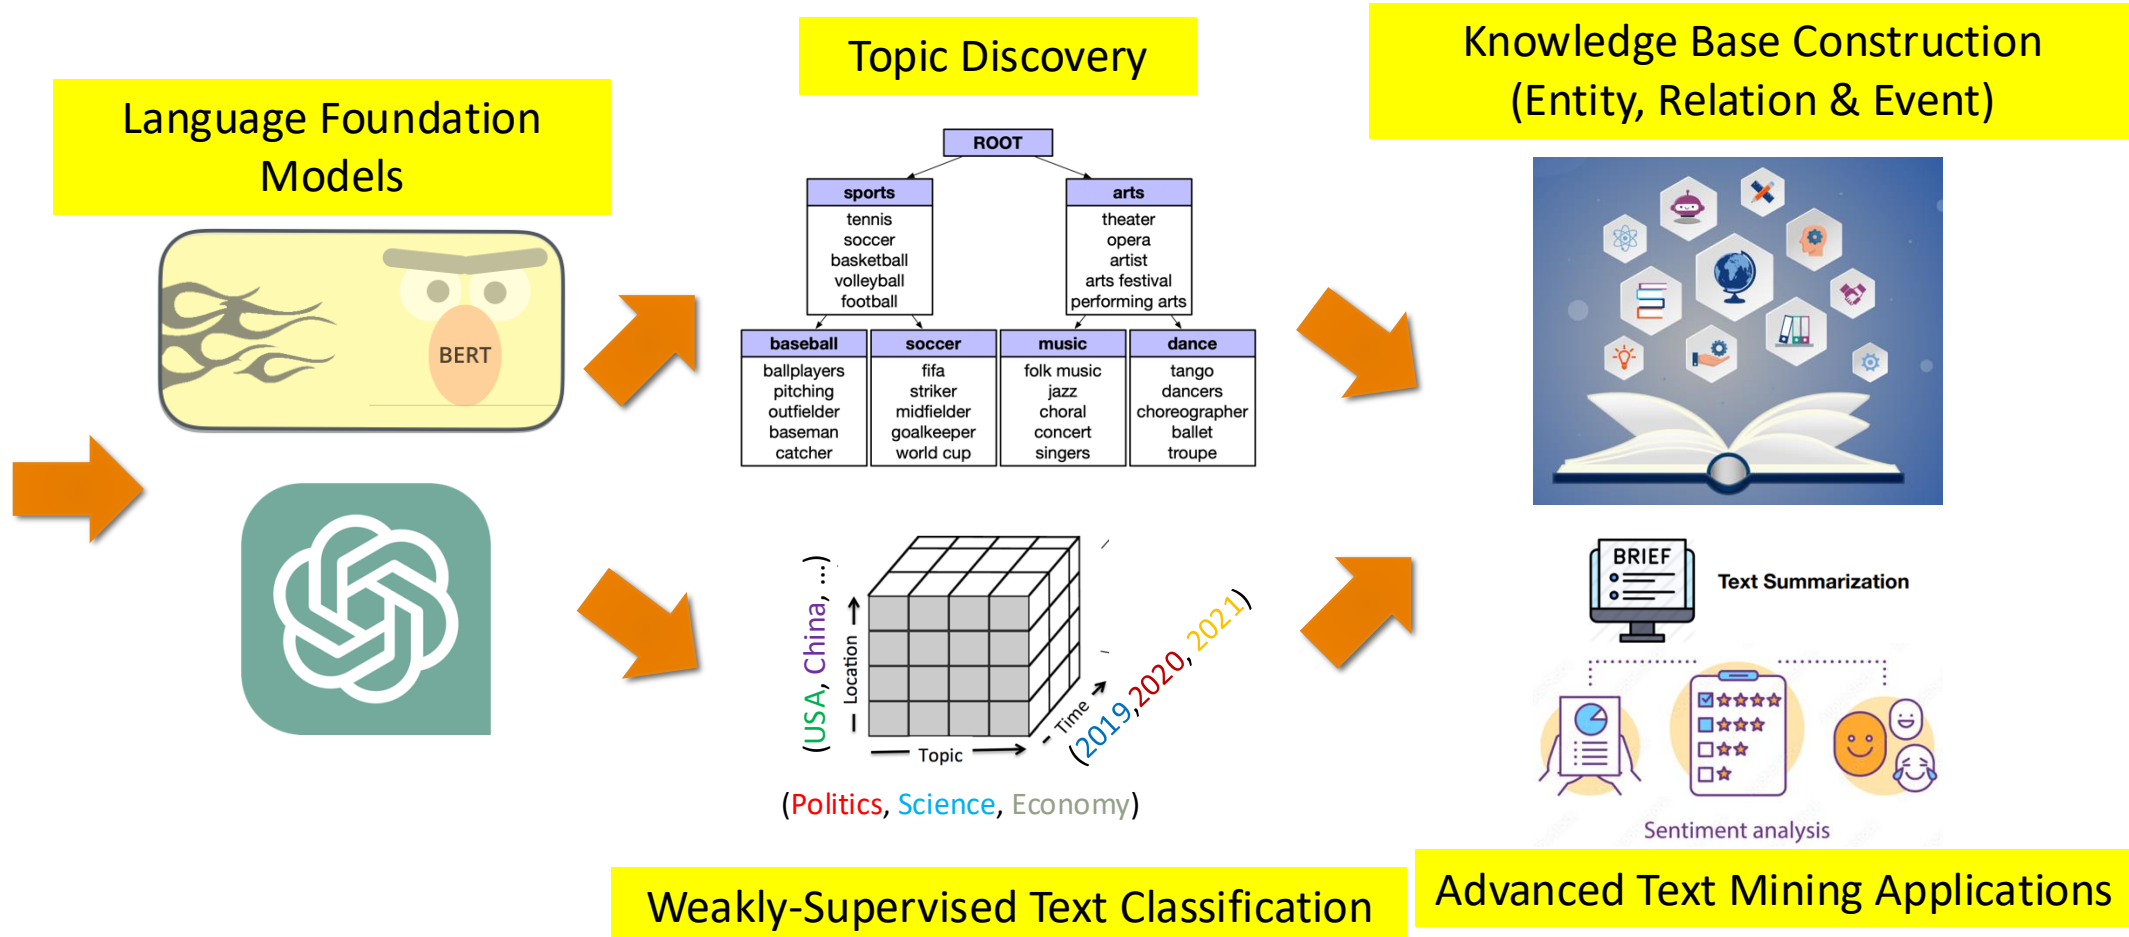 Language Foundation
Models
BERT
Topic Discovery
ROOT
sports
tennis
soccer
basketball
volleyball
football
arts
theater
opera
artist
arts festival
performing arts
baseball
ballplayers
pitching
outfielder
baseman
catcher
soccer
fifa
striker
midfielder
goalkeeper
world cup
music
folk music
jazz
choral
concert
singers
dance
tango
dancers
choreographer
ballet
troupe
(USA, China, ...)
Location
Topic
Time
(2019,2020, 2021)
(Politics, Science, Economy)
Weakly-Supervised Text Classification
Knowledge Base Construction
(Entity, Relation & Event)
BRIEF
Text Summarization
Sentiment analysis
Advanced Text Mining Applications